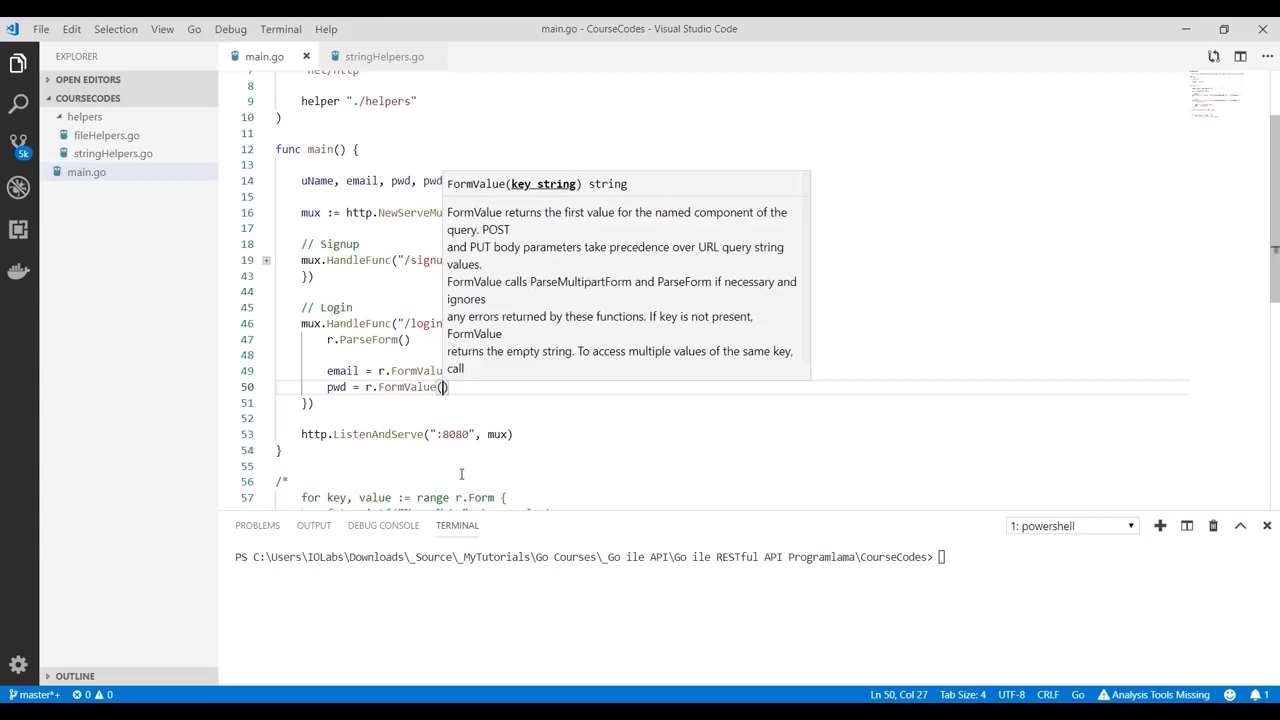 File Edit Selection View Go Debug Terminal Help
main.go - CourseCodes - Visual Studio Code
EXPLORER
OPEN EDITORS
COURSECODES
helpers
fileHelpers.go
stringHelpers.go
main.go
5k
OUTLINE
main.go stringHelpers.go
7 "net/http"
8
9 helper "./helpers"
10 )
11
12 func main() {
13
14 uName, email, pwd, pwd
15
16 mux := http.NewServeMu
17
18 // Signup
19 mux.HandleFunc("/signu
43 })
44
45 // Login
46 mux.HandleFunc("/login
47 r.ParseForm()
48
49 email = r.FormValu
50 pwd = r.FormValue()
51 })
52
53 http.ListenAndServe(":8080", mux)
54 }
55
56 /*
57 for key, value := range r.Form {
FormValue(key string) string
FormValue returns the first value for the named component of the
query. POST
and PUT body parameters take precedence over URL query string
values.
FormValue calls ParseMultipartForm and ParseForm if necessary and
ignores
any errors returned by these functions. If key is not present,
FormValue
returns the empty string. To access multiple values of the same key,
call
PROBLEMS OUTPUT DEBUG CONSOLE TERMINAL
1: powershell
PS C:\Users\IOLabs\Downloads\_Source\_MyTutorials\Go Courses\_Go ile API\Go ile RESTful API Programlama\CourseCodes>
master*+ 0 0
Ln 50, Col 27 Tab Size: 4 UTF-8 CRLF Go Analysis Tools Missing 1